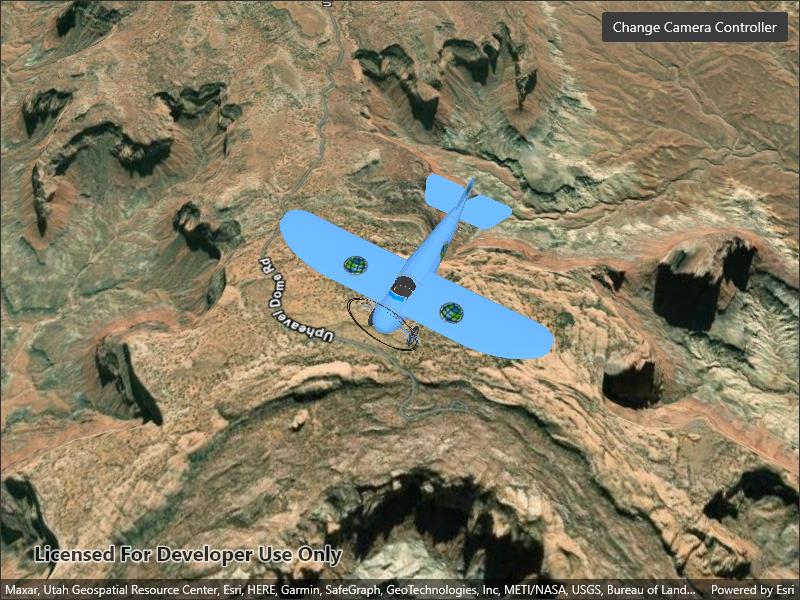 Change Camera Controller
Upheavel Dome Rd
Licensed For Developer Use Only
Maxar, Utah Geospatial Resource Center, Esri, HERE, Garmin, SafeGraph, GeoTechnologies, Inc, METI/NASA, USGS, Bureau of Land... Powered by Esri